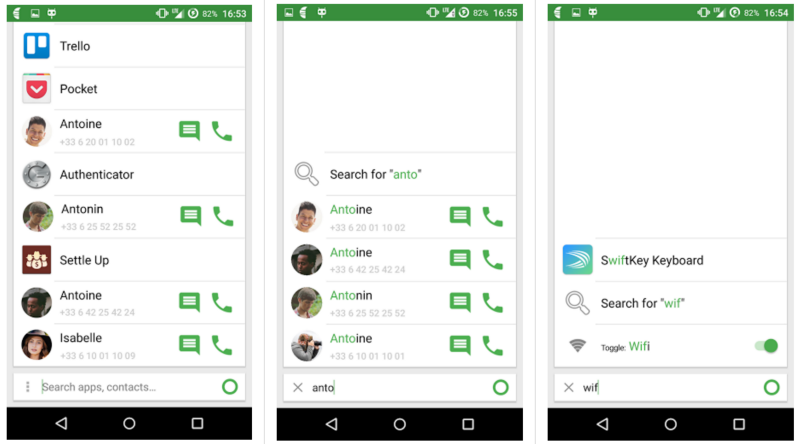 82% 16:53
Trello
Pocket
Antoine
+33 6 20 01 10 02
Authenticator
Antonin
+33 6 25 52 25 52
Settle Up
Antoine
+33 6 42 25 42 24
Isabelle
+33 6 10 01 10 09
Search apps, contacts...
82% 16:55
Search for "anto"
Antoine
+33 6 20 01 10 02
Antoine
+33 6 42 25 42 24
Antonin
+33 6 25 52 25 52
Antoine
+33 6 10 01 10 01
anto
82% 16:54
SwiftKey Keyboard
Search for "wif"
Toggle: Wifi
wif